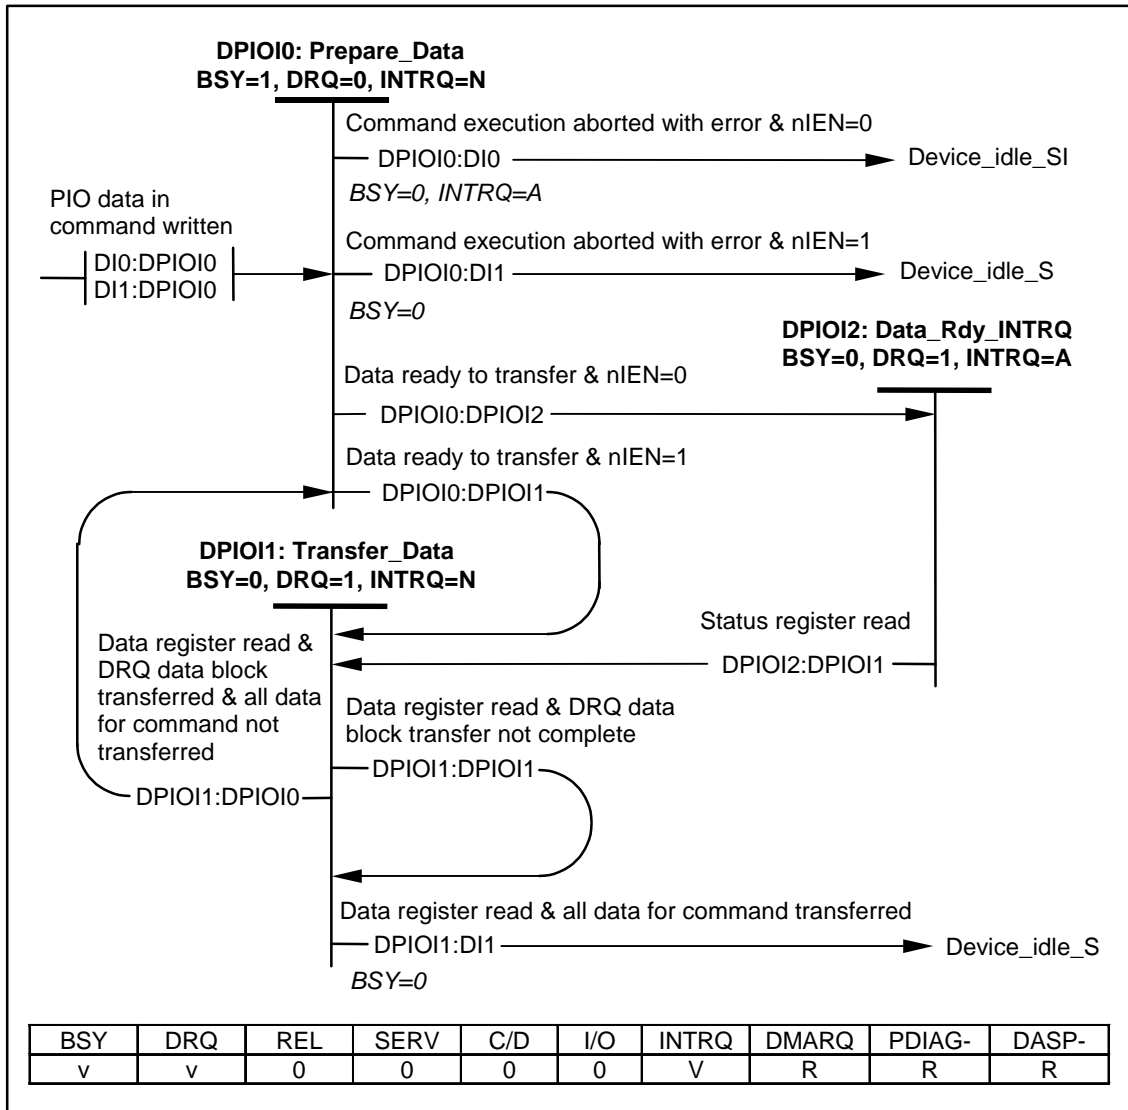 DPIOI0: Prepare_Data
BSY=1, DRQ=0, INTRQ=N
Command execution aborted with error & nIEN=0
DPIOI0:DI0
Device_idle_SI
BSY=0, INTRQ=A
PIO data in
command written
DI0:DPIOI0
DI1:DPIOI0
Command execution aborted with error & nIEN=1
DPIOI0:DI1
Device_idle_S
BSY=0
DPIOI2: Data_Rdy_INTRQ
BSY=0, DRQ=1, INTRQ=A
Data ready to transfer & nIEN=0
DPIOI0:DPIOI2
Data ready to transfer & nIEN=1
DPIOI0:DPIOI1
DPIOI1: Transfer_Data
BSY=0, DRQ=1, INTRQ=N
Status register read
DPIOI2:DPIOI1
Data register read &
DRQ data block
transferred & all data
for command not
transferred
DPIOI1:DPIOI0
Data register read & DRQ data
block transfer not complete
DPIOI1:DPIOI1
Data register read & all data for command transferred
DPIOI1:DI1
Device_idle_S
BSY=0
BSY DRQ REL SERV C/D I/O INTRQ DMARQ PDIAG- DASP-
v v 0 0 0 0 V R R R